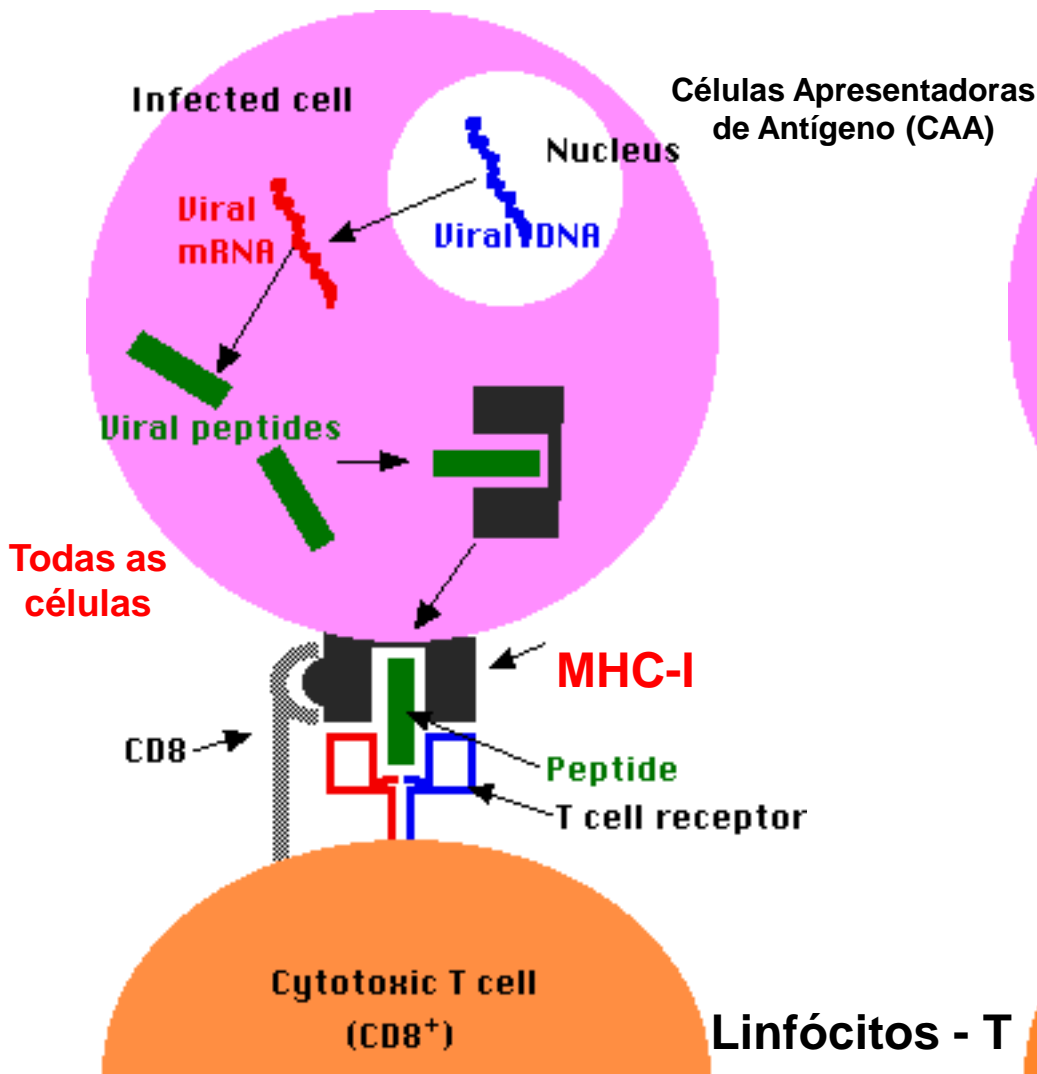 Infected cell
Células Apresentadoras
de Antígeno (CAA)
Nucleus
Viral
mRNA
Viral DNA
Viral peptides
Todas as
células
MHC-I
CD8
Peptide
T cell receptor
Cytotoxic T cell
(CD8⁺)
Linfócitos - T